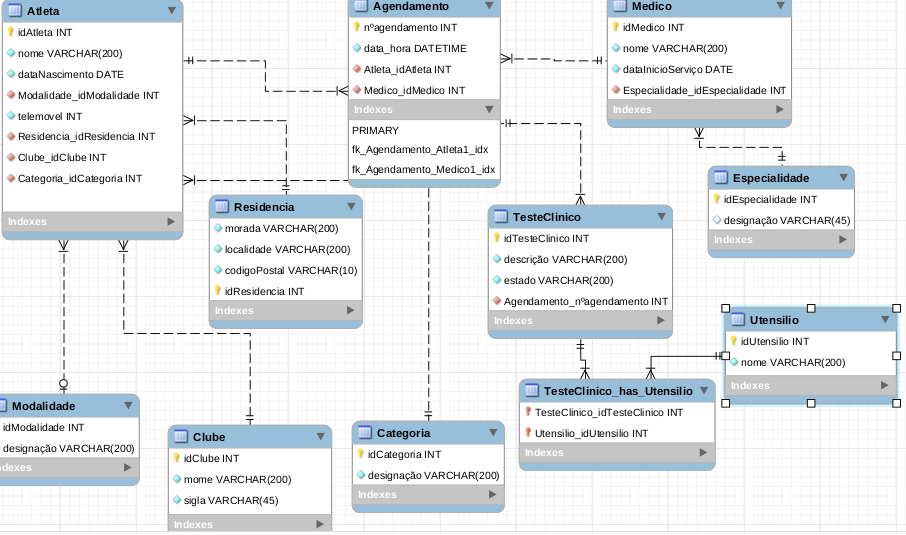 Atleta
idAtleta INT
nome VARCHAR(200)
dataNascimento DATE
Modalidade_idModalidade INT
telemovel INT
Residencia_idResidencia INT
Clube_idClube INT
Categoria_idCategoria INT
Indexes
Agendamento
nºagendamento INT
data_hora DATETIME
Atleta_idAtleta INT
Medico_idMedico INT
Indexes
PRIMARY
fk_Agendamento_Atleta1_idx
fk_Agendamento_Medico1_idx
Medico
idMedico INT
nome VARCHAR(200)
dataInicioServiço DATE
Especialidade_idEspecialidade INT
Indexes
Residencia
morada VARCHAR(200)
localidade VARCHAR(200)
codigoPostal VARCHAR(10)
idResidencia INT
Indexes
TesteClinico
idTesteClinico INT
descrição VARCHAR(200)
estado VARCHAR(200)
Agendamento_nºagendamento INT
Indexes
Especialidade
idEspecialidade INT
designação VARCHAR(45)
Indexes
Utensilio
idUtensilio INT
nome VARCHAR(200)
Indexes
Modalidade
idModalidade INT
designação VARCHAR(200)
ndexes
Clube
idClube INT
mome VARCHAR(200)
sigla VARCHAR(45)
Indexes
Categoria
idCategoria INT
designação VARCHAR(200)
Indexes
TesteClinico_has_Utensilio
TesteClinico_idTesteClinico INT
Utensilio_idUtensilio INT
Indexes